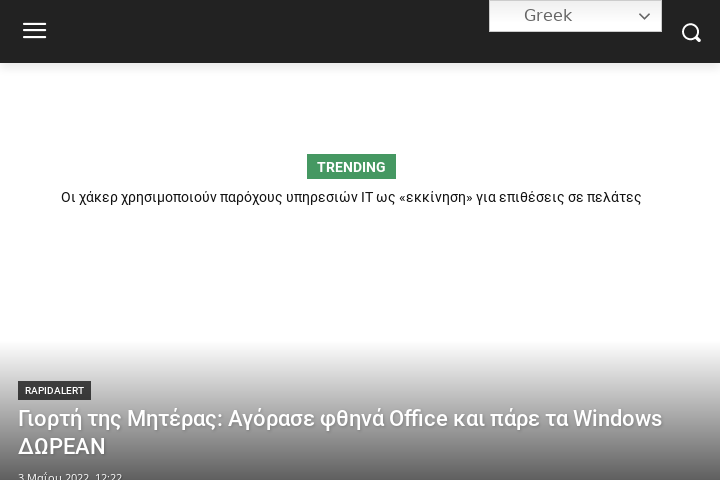 Greek
TRENDING
Οι χάκερ χρησιμοποιούν παρόχους υπηρεσιών IT ως «εκκίνηση» για επιθέσεις σε πελάτες
RAPIDALERT
Γιορτή της Μητέρας: Αγόρασε φθηνά Office και πάρε τα Windows
ΔΩΡΕΑΝ
3 Μαΐου 2022, 12:22